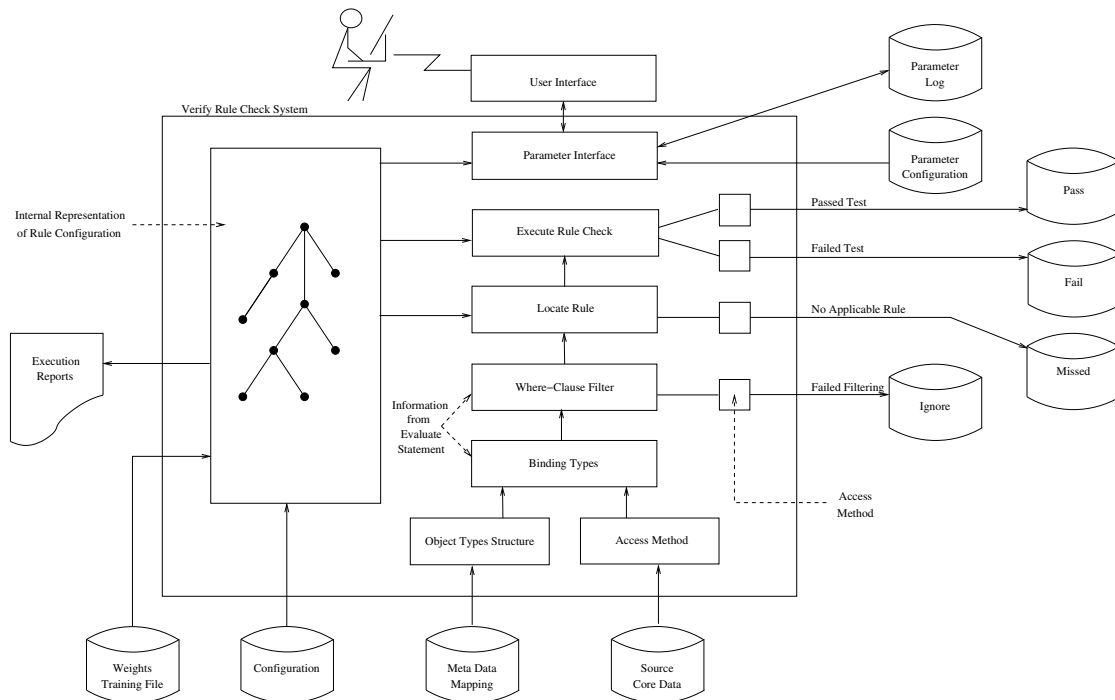 User Interface
Parameter
Log
Verify Rule Check System
Parameter Interface
Parameter
Configuration
Pass
Passed Test
Internal Representation
of Rule Configuration
Execute Rule Check
Failed Test
Fail
Locate Rule
No Applicable Rule
Missed
Execution
Reports
Where-Clause Filter
Failed Filtering
Ignore
Information
from
Evaluate
Statement
Binding Types
Access
Method
Object Types Structure
Access Method
Weights
Training File
Configuration
Meta Data
Mapping
Source
Core Data